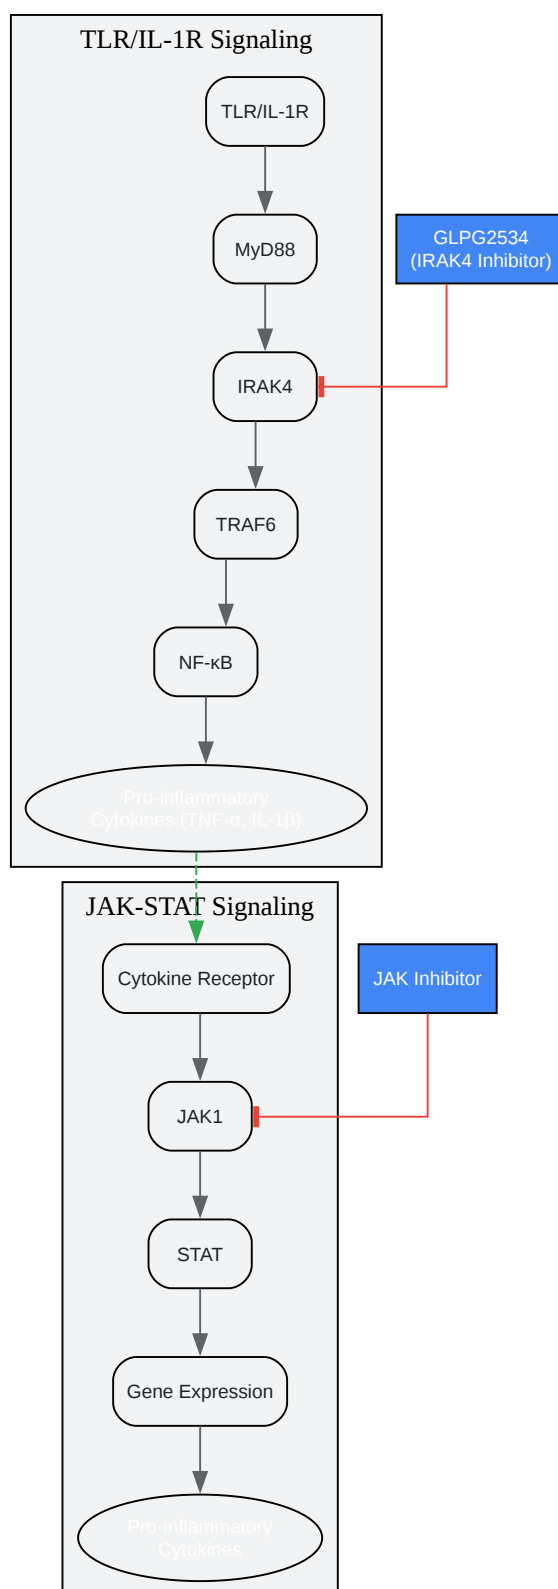 TLR/IL-1R Signaling
TLR/IL-1R
MyD88
GLPG2534
(IRAK4 Inhibitor)
IRAK4
TRAF6
NF-κB
Pro-inflammatory
Cytokines (TNF-α, IL-1β)
JAK-STAT Signaling
Cytokine Receptor
JAK Inhibitor
JAK1
STAT
Gene Expression
Pro-inflammatory
Cytokines